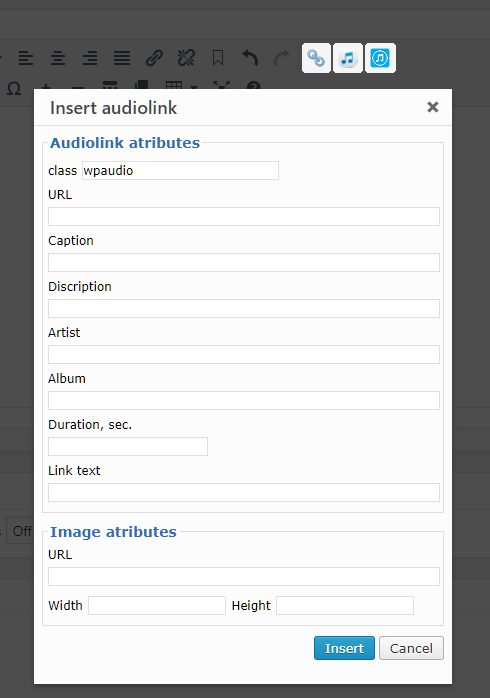 Ω
Insert audiolink
Audiolink atributes
class wpaudio
URL
Caption
Discription
Artist
Album
Duration, sec.
Link text
Off
Image atributes
URL
Width Height
Insert Cancel